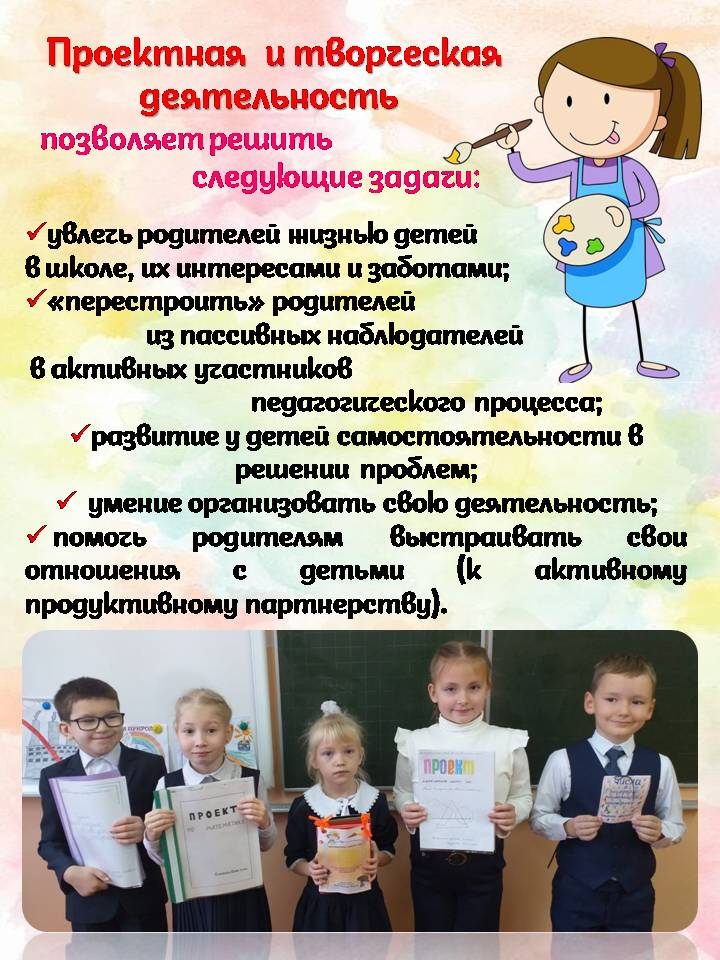 Проектная и творческая
деятельность
позволяет решить
следующие задачи:
✓увлечь родителей жизнью детей
в школе, их интересами и заботами;
✓«перестроить» родителей
из пассивных наблюдателей
в активных участников
педагогического процесса;
✓развитие у детей самостоятельности в
решении проблем;
✓ умение организовать свою деятельность;
✓ помочь родителям выстраивать свои
отношения с детьми (к активному
продуктивному партнерству).
ПРОЕКТ
ПО МАТЕМАТИКЕ
ПРОЕКТ